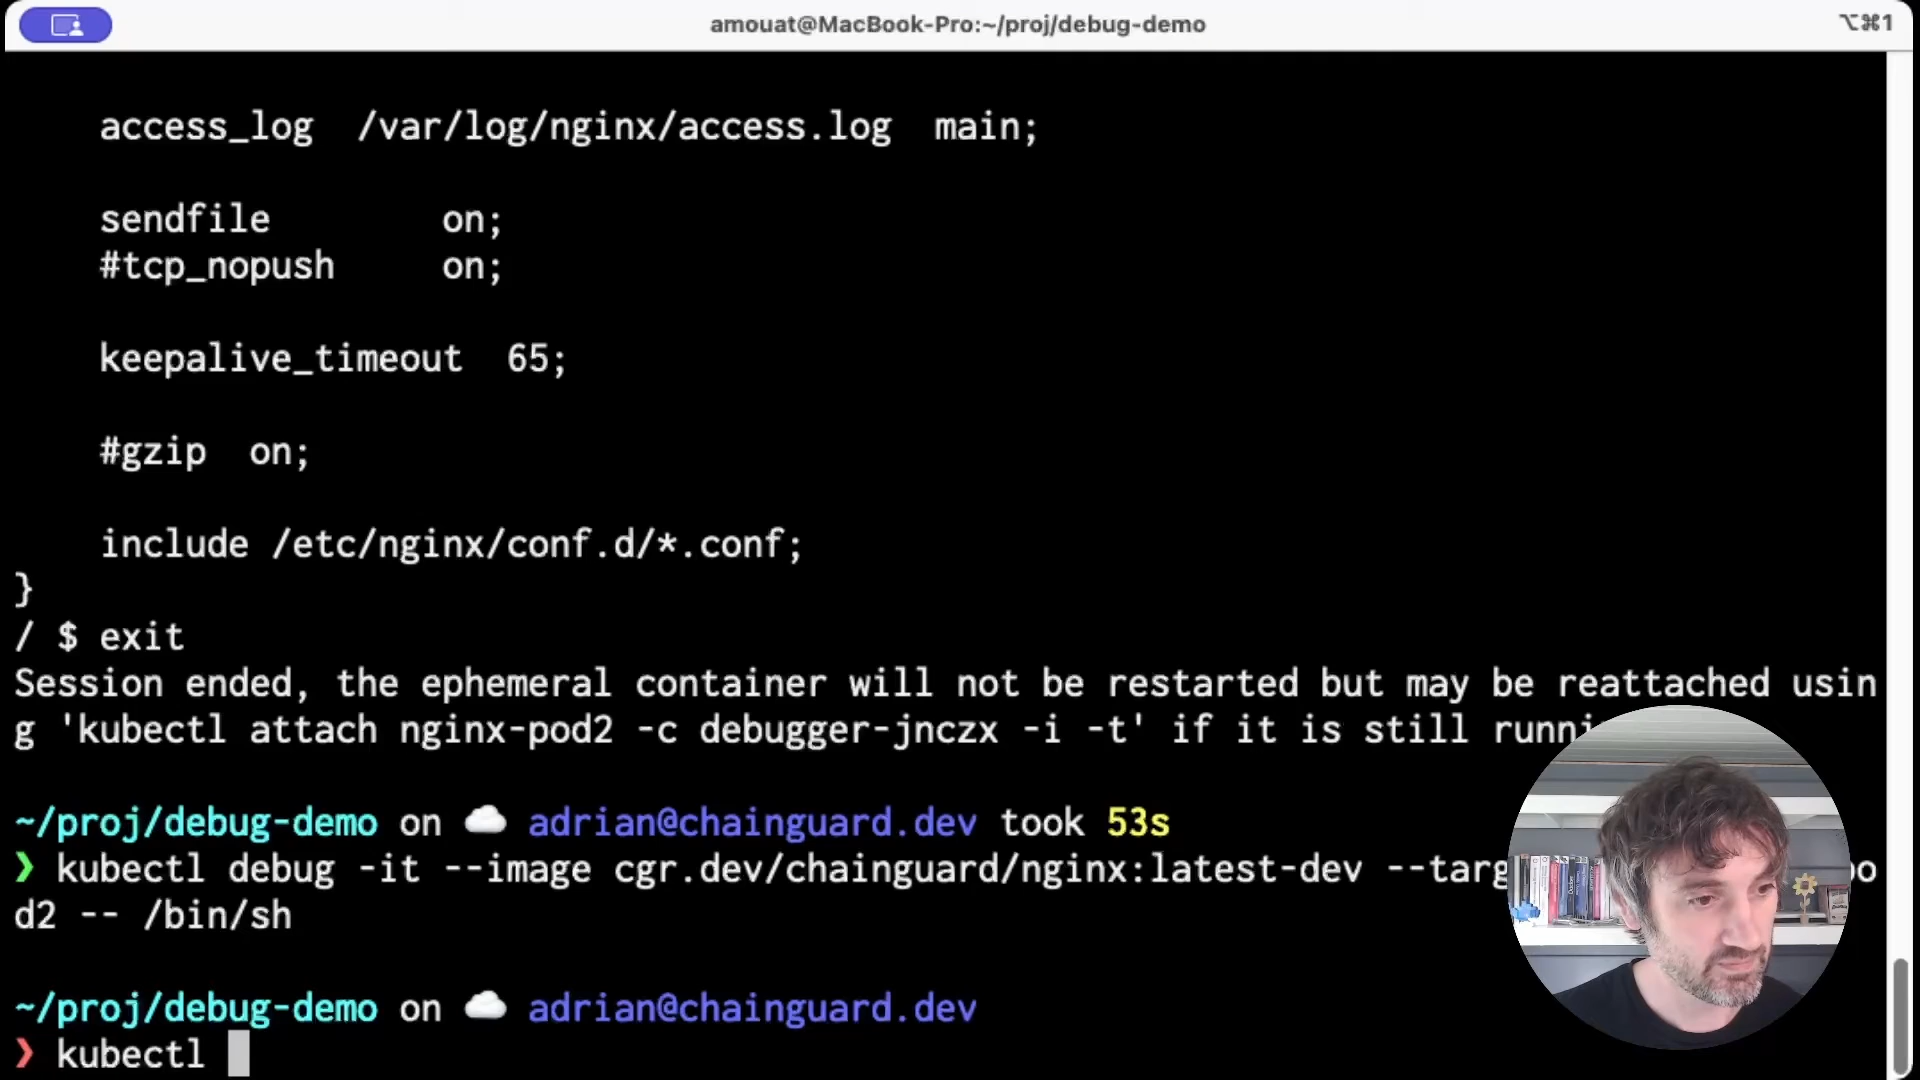 amouat@MacBook-Pro:~/proj/debug-demo
⌥⌘1
access_log  /var/log/nginx/access.log  main;
sendfile        on;
#tcp_nopush     on;
keepalive_timeout  65;
#gzip  on;
include /etc/nginx/conf.d/*.conf;
}
/ $ exit
Session ended, the ephemeral container will not be restarted but may be reattached usin
g 'kubectl attach nginx-pod2 -c debugger-jnczx -i -t' if it is still runni
~/proj/debug-demo on ☁️ adrian@chainguard.dev took 53s
❯ kubectl debug -it --image cgr.dev/chainguard/nginx:latest-dev --targ po
d2 -- /bin/sh
~/proj/debug-demo on ☁️ adrian@chainguard.dev
❯ kubectl